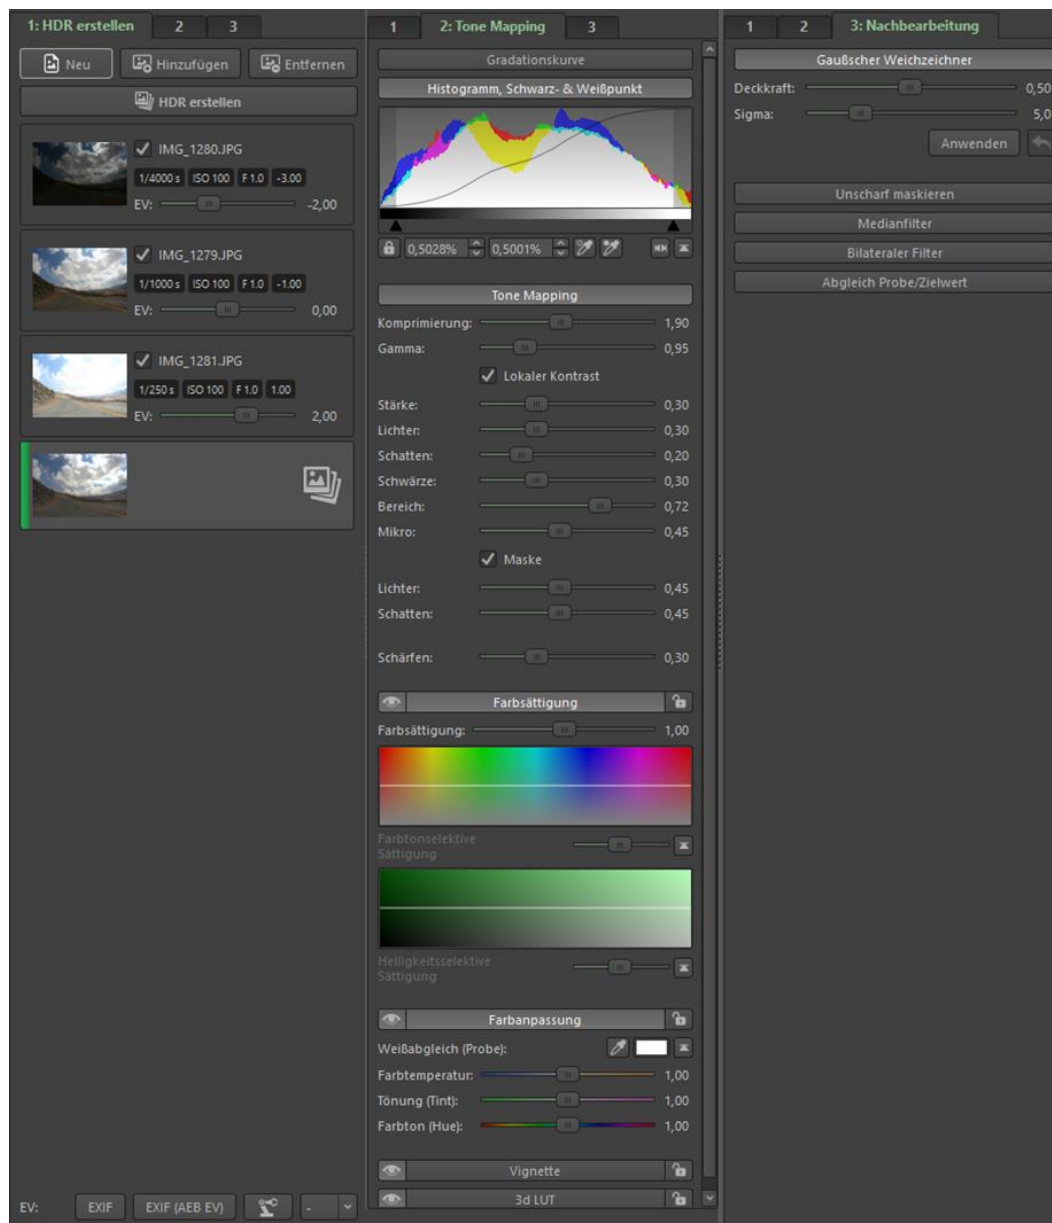 1: HDR erstellen 2 3
Neu Hinzufügen Entfernen
HDR erstellen
IMG_1280.JPG
1/4000 s ISO 100 F 1.0 -3.00
EV: -2,00
IMG_1279.JPG
1/1000 s ISO 100 F 1.0 -1.00
EV: 0,00
IMG_1281.JPG
1/250 s ISO 100 F 1.0 1.00
EV: 2,00
EV: EXIF EXIF (AEB EV) -
1 2: Tone Mapping 3
Gradationskurve
Histogramm, Schwarz- & Weißpunkt
0,5028% 0,5001%
Tone Mapping
Komprimierung: 1,90
Gamma: 0,95
Lokaler Kontrast
Stärke: 0,30
Lichter: 0,30
Schatten: 0,20
Schwärze: 0,30
Bereich: 0,72
Mikro: 0,45
Maske
Lichter: 0,45
Schatten: 0,45
Schärfen: 0,30
Farbsättigung
Farbsättigung: 1,00
Farbtonselektive
Sättigung
Helligkeitsselektive
Sättigung
Farbanpassung
Weißabgleich (Probe):
Farbtemperatur: 1,00
Tönung (Tint): 1,00
Farbton (Hue): 1,00
Vignette
3d LUT
1 2 3: Nachbearbeitung
Gaußscher Weichzeichner
Deckkraft: 0,50
Sigma: 5,0
Anwenden
Unscharf maskieren
Medianfilter
Bilateraler Filter
Abgleich Probe/Zielwert